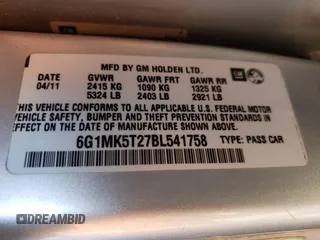 MFD BY GM HOLDEN LTD.
GM
DATE GVWR GAWR FRT GAWR RR
04/11 2415 KG 1090 KG 1325 KG
5324 LB 2403 LB 2921 LB
THIS VEHICLE CONFORMS TO ALL APPLICABLE U.S. FEDERAL MOTOR
VEHICLE SAFETY, BUMPER AND THEFT PREVENTION STANDARDS IN
EFFECT ON THE DATE OF MANUFACTURE SHOWN ABOVE.
6G1MK5T27BL541758 TYPE: PASS CAR
DREAMBID